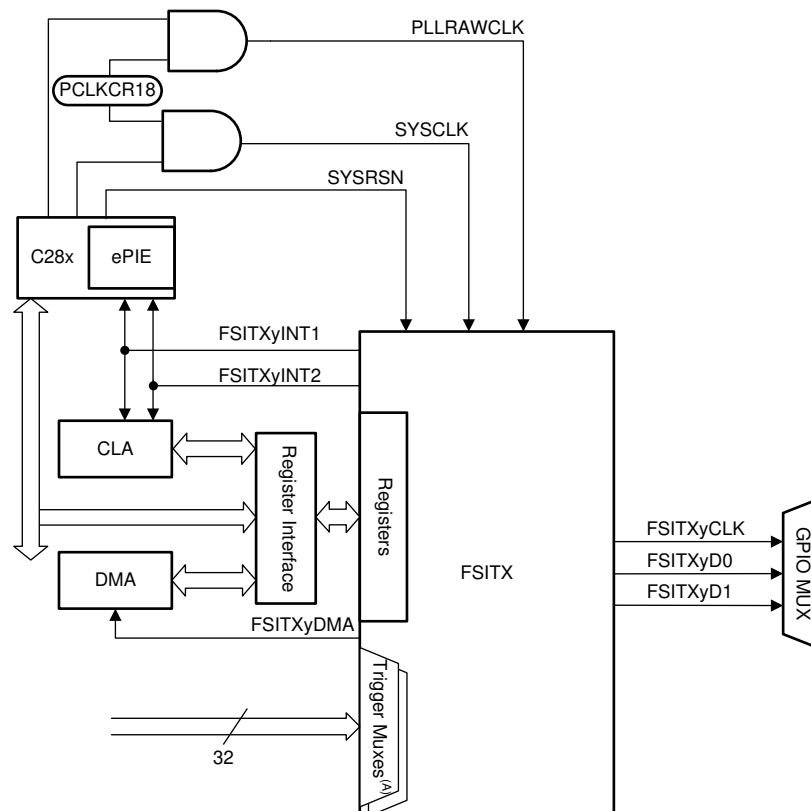 PLLRAWCLK
PCLKCR18
SYSCLK
SYSRSN
C28x
ePIE
FSITXyINT1
FSITXyINT2
CLA
Register Interface
Registers
FSITX
FSITXyCLK
FSITXyD0
FSITXyD1
GPIO MUX
DMA
FSITXyDMA
Trigger Muxes(A)
32